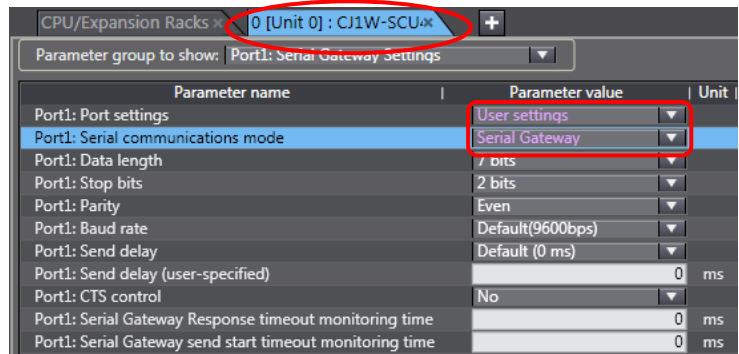 CPU/Expansion Racks × 0 [Unit 0] : CJ1W-SCU4× +
Parameter group to show: Port1: Serial Gateway Settings
Parameter name | Parameter value | Unit |
Port1: Port settings User settings
Port1: Serial communications mode Serial Gateway
Port1: Data length 7 bits
Port1: Stop bits 2 bits
Port1: Parity Even
Port1: Baud rate Default(9600bps)
Port1: Send delay Default (0 ms)
Port1: Send delay (user-specified) 0 ms
Port1: CTS control No
Port1: Serial Gateway Response timeout monitoring time 0 ms
Port1: Serial Gateway send start timeout monitoring time 0 ms